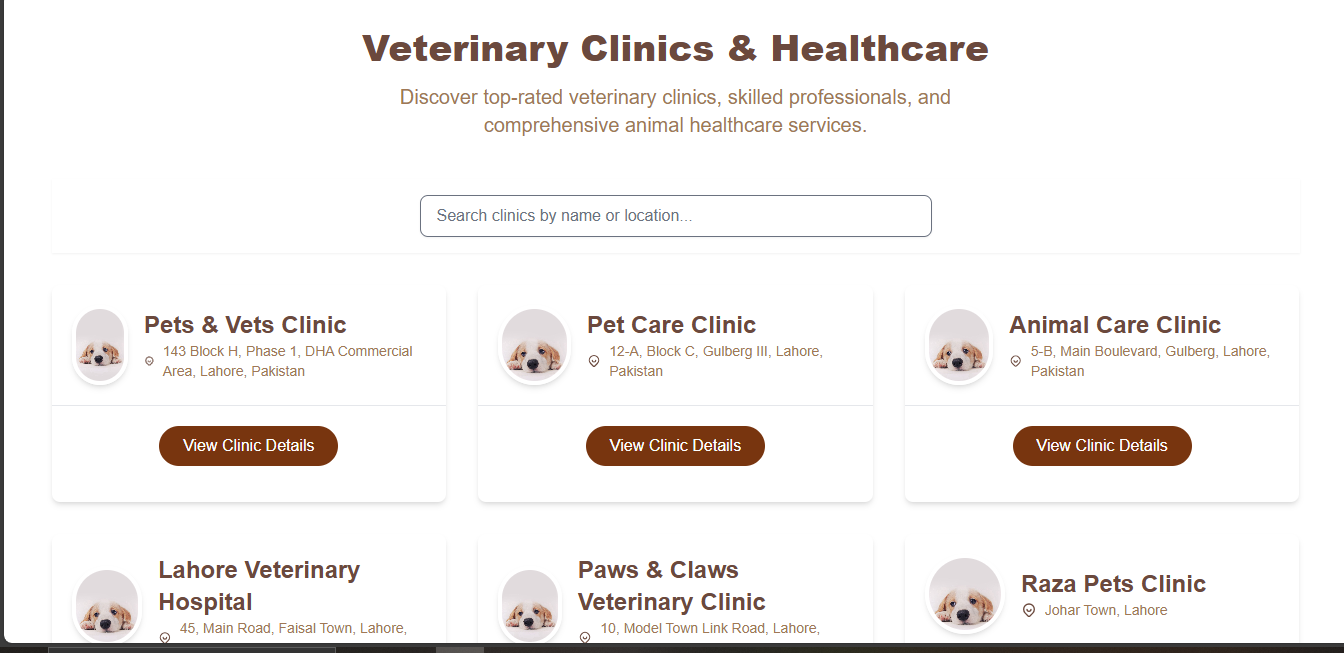 Veterinary Clinics & Healthcare
Discover top-rated veterinary clinics, skilled professionals, and
comprehensive animal healthcare services.
Search clinics by name or location...
Pets & Vets Clinic
143 Block H, Phase 1, DHA Commercial
Area, Lahore, Pakistan
View Clinic Details
Pet Care Clinic
12-A, Block C, Gulberg III, Lahore,
Pakistan
View Clinic Details
Animal Care Clinic
5-B, Main Boulevard, Gulberg, Lahore,
Pakistan
View Clinic Details
Lahore Veterinary
Hospital
45, Main Road, Faisal Town, Lahore,
Paws & Claws
Veterinary Clinic
10, Model Town Link Road, Lahore,
Raza Pets Clinic
Johar Town, Lahore